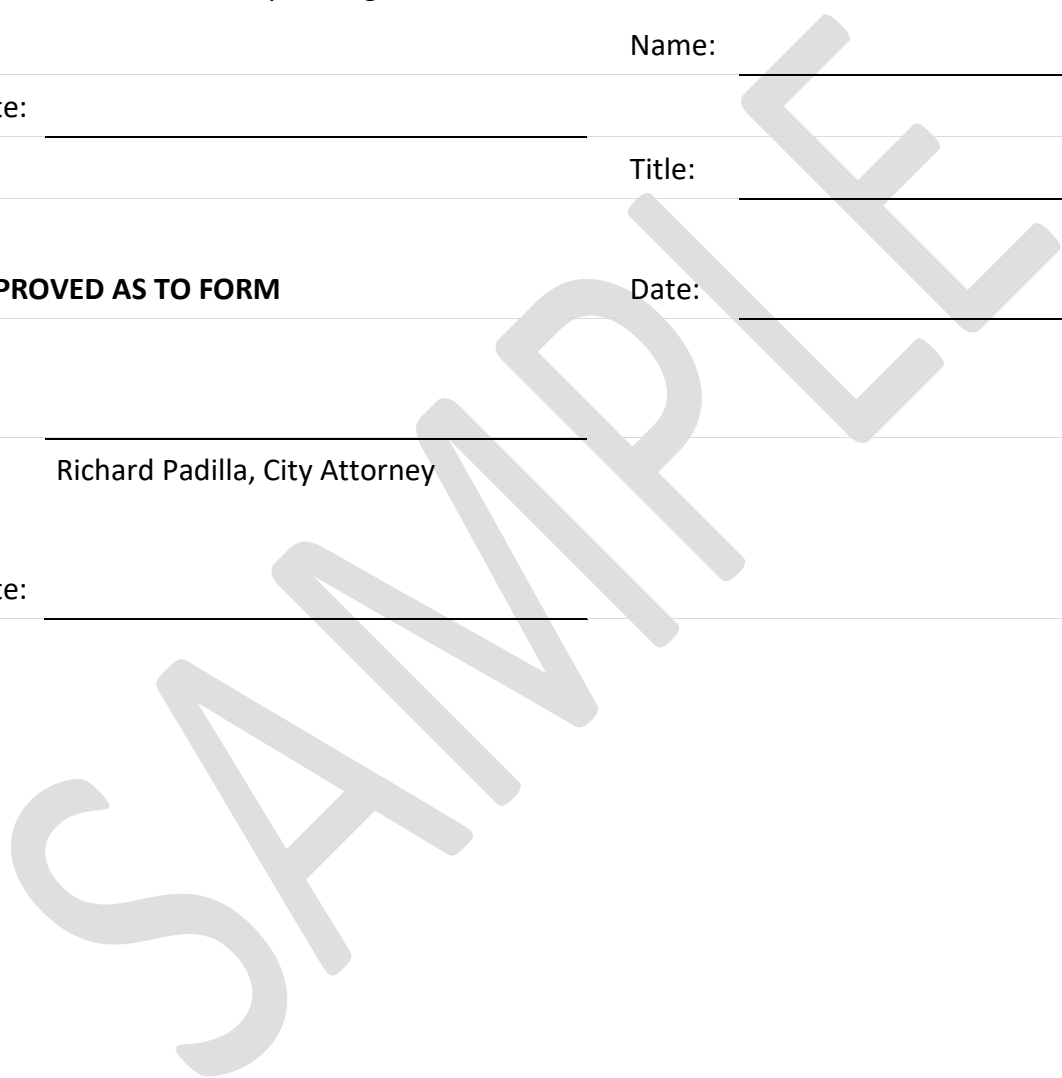 Name:
te:
Title:
PROVED AS TO FORM
Date:
Richard Padilla, City Attorney
te:
SAMPLE